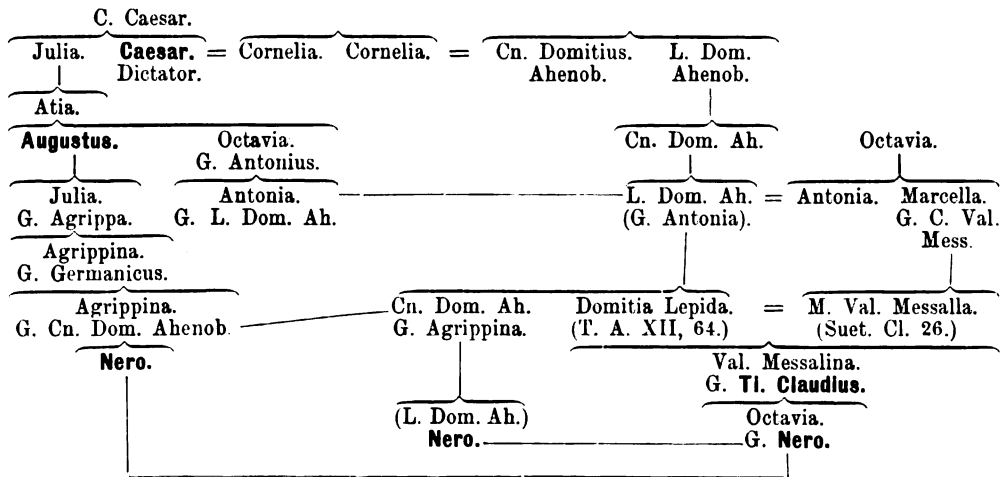 C. Caesar.
Julia. Caesar. = Cornelia. Cornelia. = Cn. Domitius. L. Dom.
Dictator. Ahenob. Ahenob.
Atia.
Augustus. Octavia. Cn. Dom. Ah. Octavia.
G. Antonius.
Julia. Antonia. L. Dom. Ah. = Antonia. Marcella.
G. Agrippa. G. L. Dom. Ah. (G. Antonia). G. C. Val.
Mess.
Agrippina.
G. Germanicus.
Agrippina. Cn. Dom. Ah. Domitia Lepida. = M. Val. Messalla.
G. Cn. Dom. Ahenob. G. Agrippina. (T. A. XII, 64.) (Suet. Cl. 26.)
Nero. Val. Messalina.
G. Ti. Claudius.
(L. Dom. Ah.) Octavia.
Nero. G. Nero.